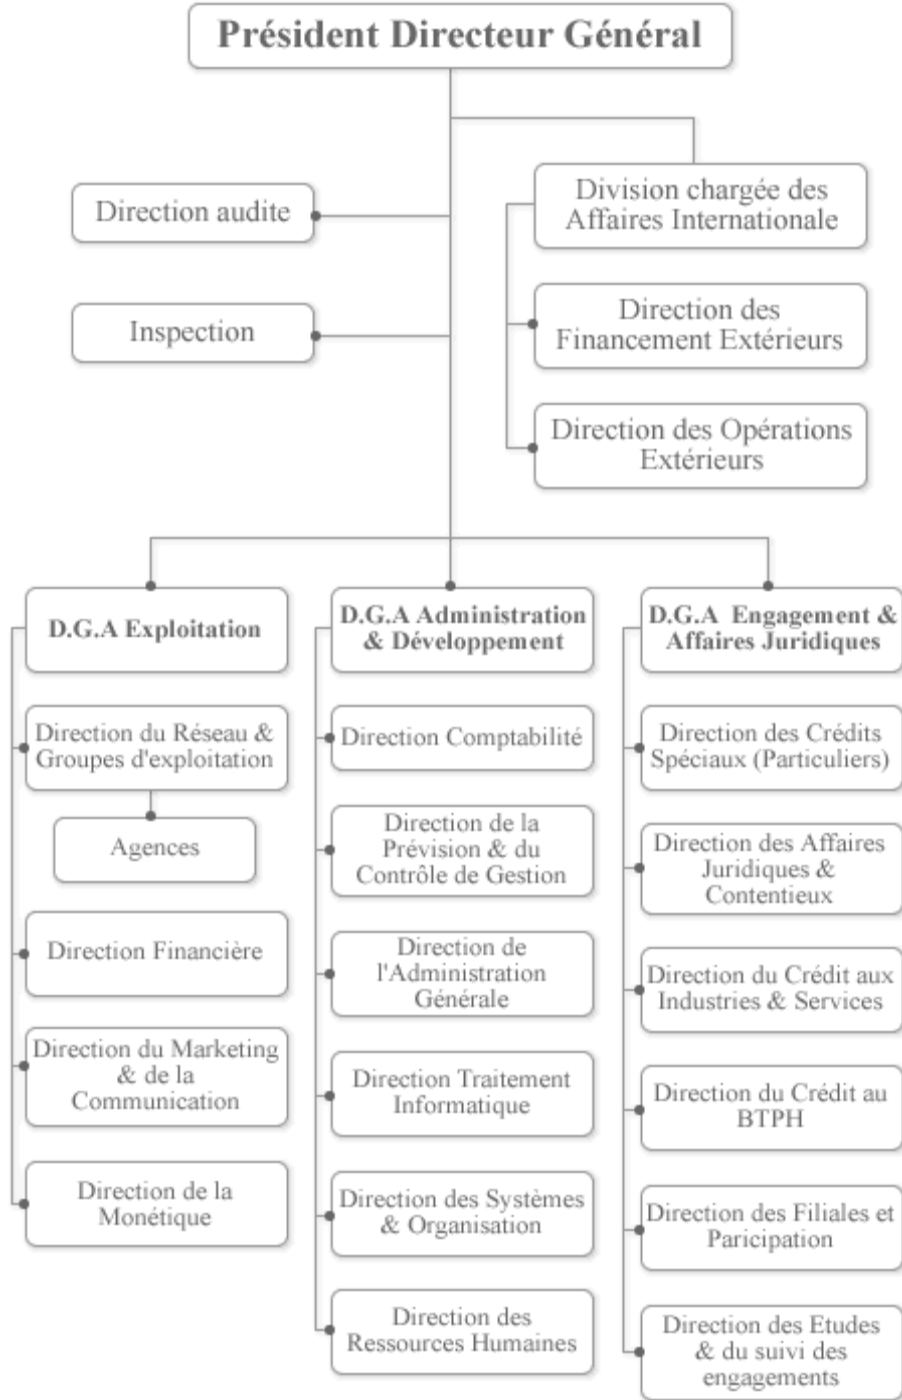 Président Directeur Général
Direction audite
Inspection
Division chargée des
Affaires Internationale
Direction des
Financement Extérieurs
Direction des Opérations
Extérieurs
D.G.A Exploitation
Direction du Réseau &
Groupes d'exploitation
Agences
Direction Financière
Direction du Marketing
& de la
Communication
Direction de la
Monétique
D.G.A Administration
& Développement
Direction Comptabilité
Direction de la
Prévision & du
Contrôle de Gestion
Direction de
l'Administration
Générale
Direction Traitement
Informatique
Direction des Systèmes
& Organisation
Direction des
Ressources Humaines
D.G.A Engagement &
Affaires Juridiques
Direction des Crédits
Spéciaux (Particuliers)
Direction des Affaires
Juridiques &
Contentieux
Direction du Crédit aux
Industries & Services
Direction du Crédit au
BTPH
Direction des Filiales et
Paricipation
Direction des Etudes
& du suivi des
engagements